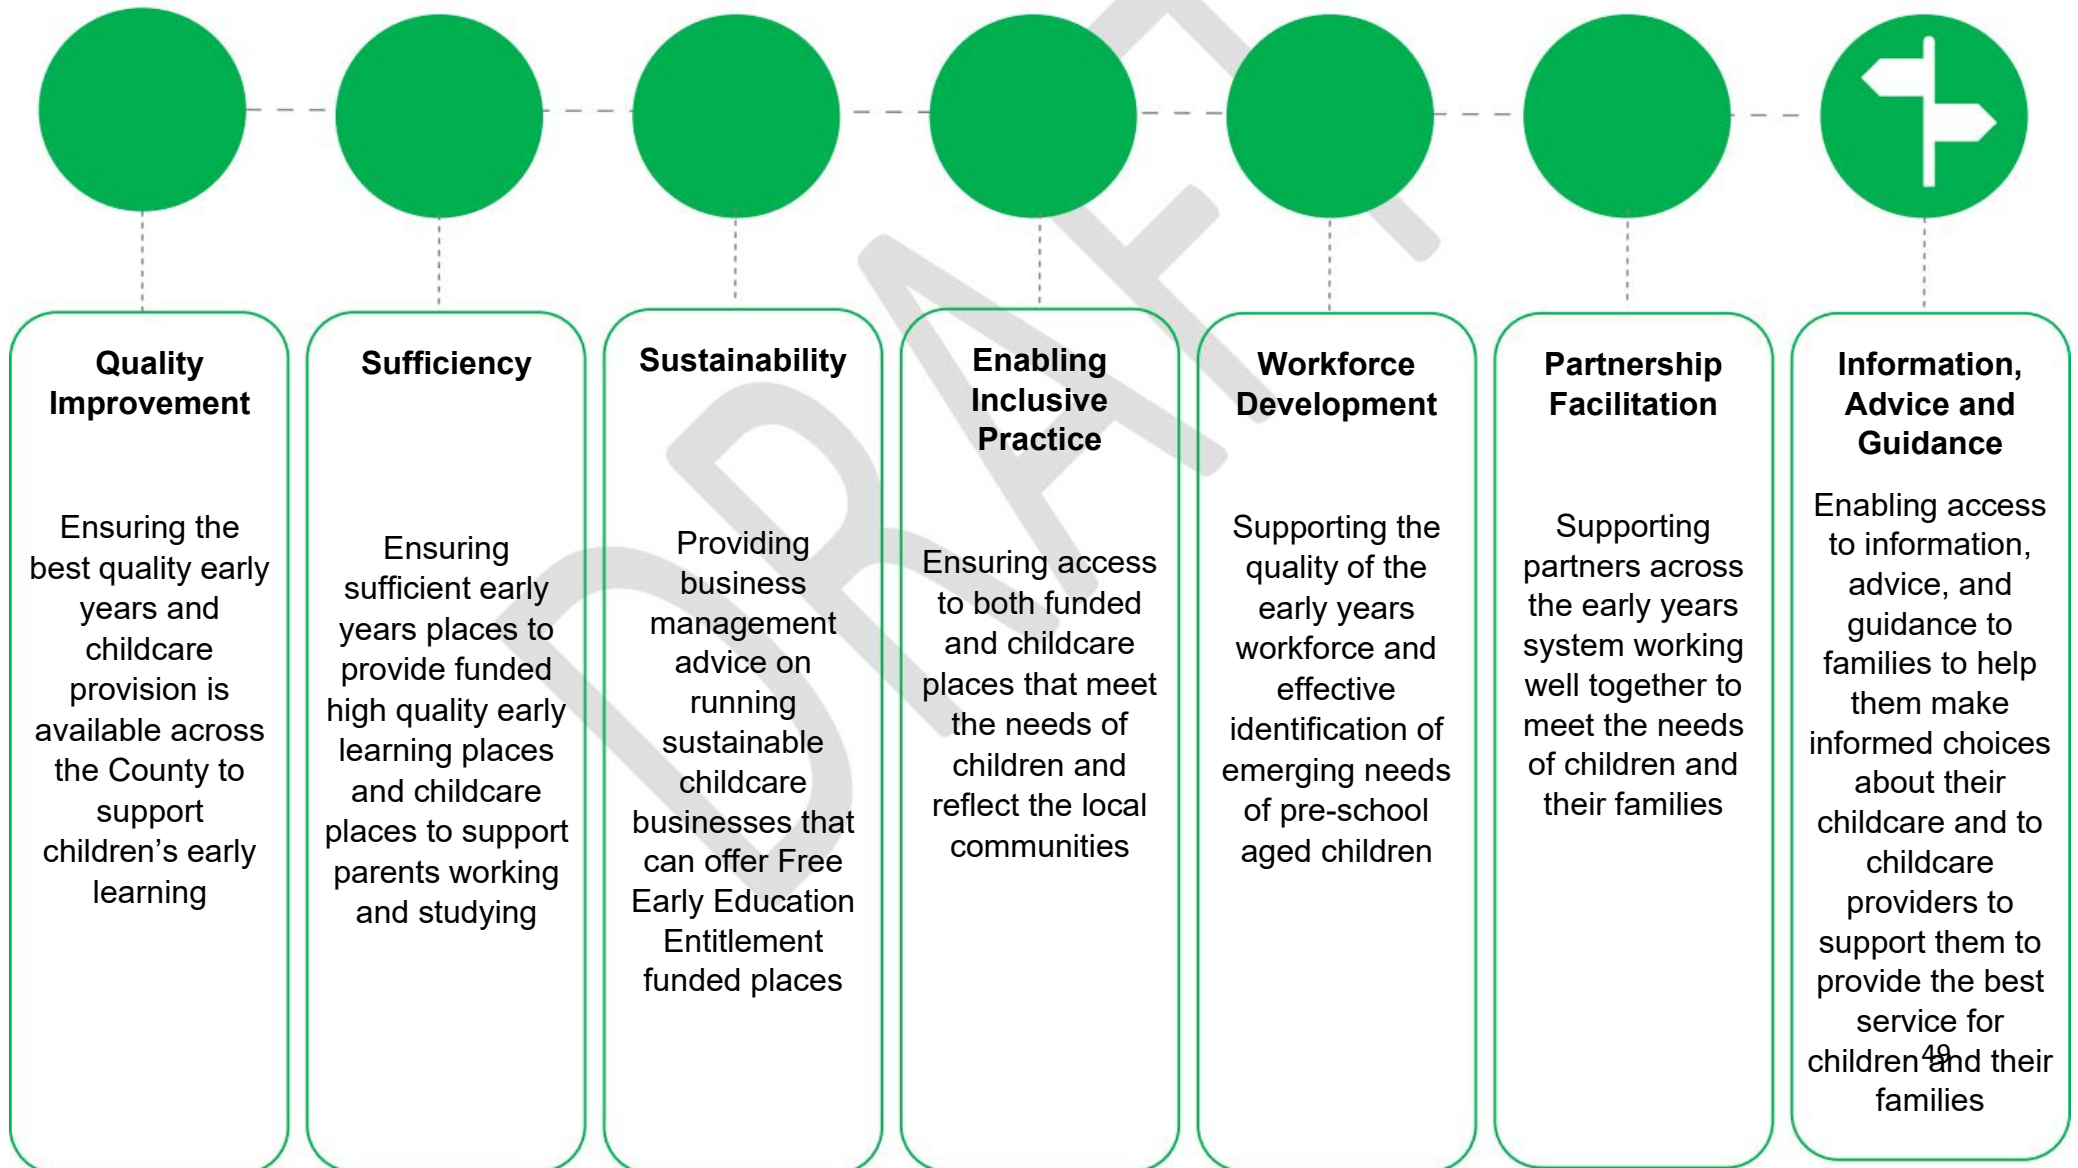 DRAFT
Quality
Improvement
Ensuring the
best quality early
years and
childcare
provision is
available across
the County to
support
children’s early
learning
Sufficiency
Ensuring
sufficient early
years places to
provide funded
high quality early
learning places
and childcare
places to support
parents working
and studying
Sustainability
Providing
business
management
advice on
running
sustainable
childcare
businesses that
can offer Free
Early Education
Entitlement
funded places
Enabling
Inclusive
Practice
Ensuring access
to both funded
and childcare
places that meet
the needs of
children and
reflect the local
communities
Workforce
Development
Supporting the
quality of the
early years
workforce and
effective
identification of
emerging needs
of pre-school
aged children
Partnership
Facilitation
Supporting
partners across
the early years
system working
well together to
meet the needs
of children and
their families
Information,
Advice and
Guidance
Enabling access
to information,
advice, and
guidance to
families to help
them make
informed choices
about their
childcare and to
childcare
providers to
support them to
provide the best
service for
children and their
families
49